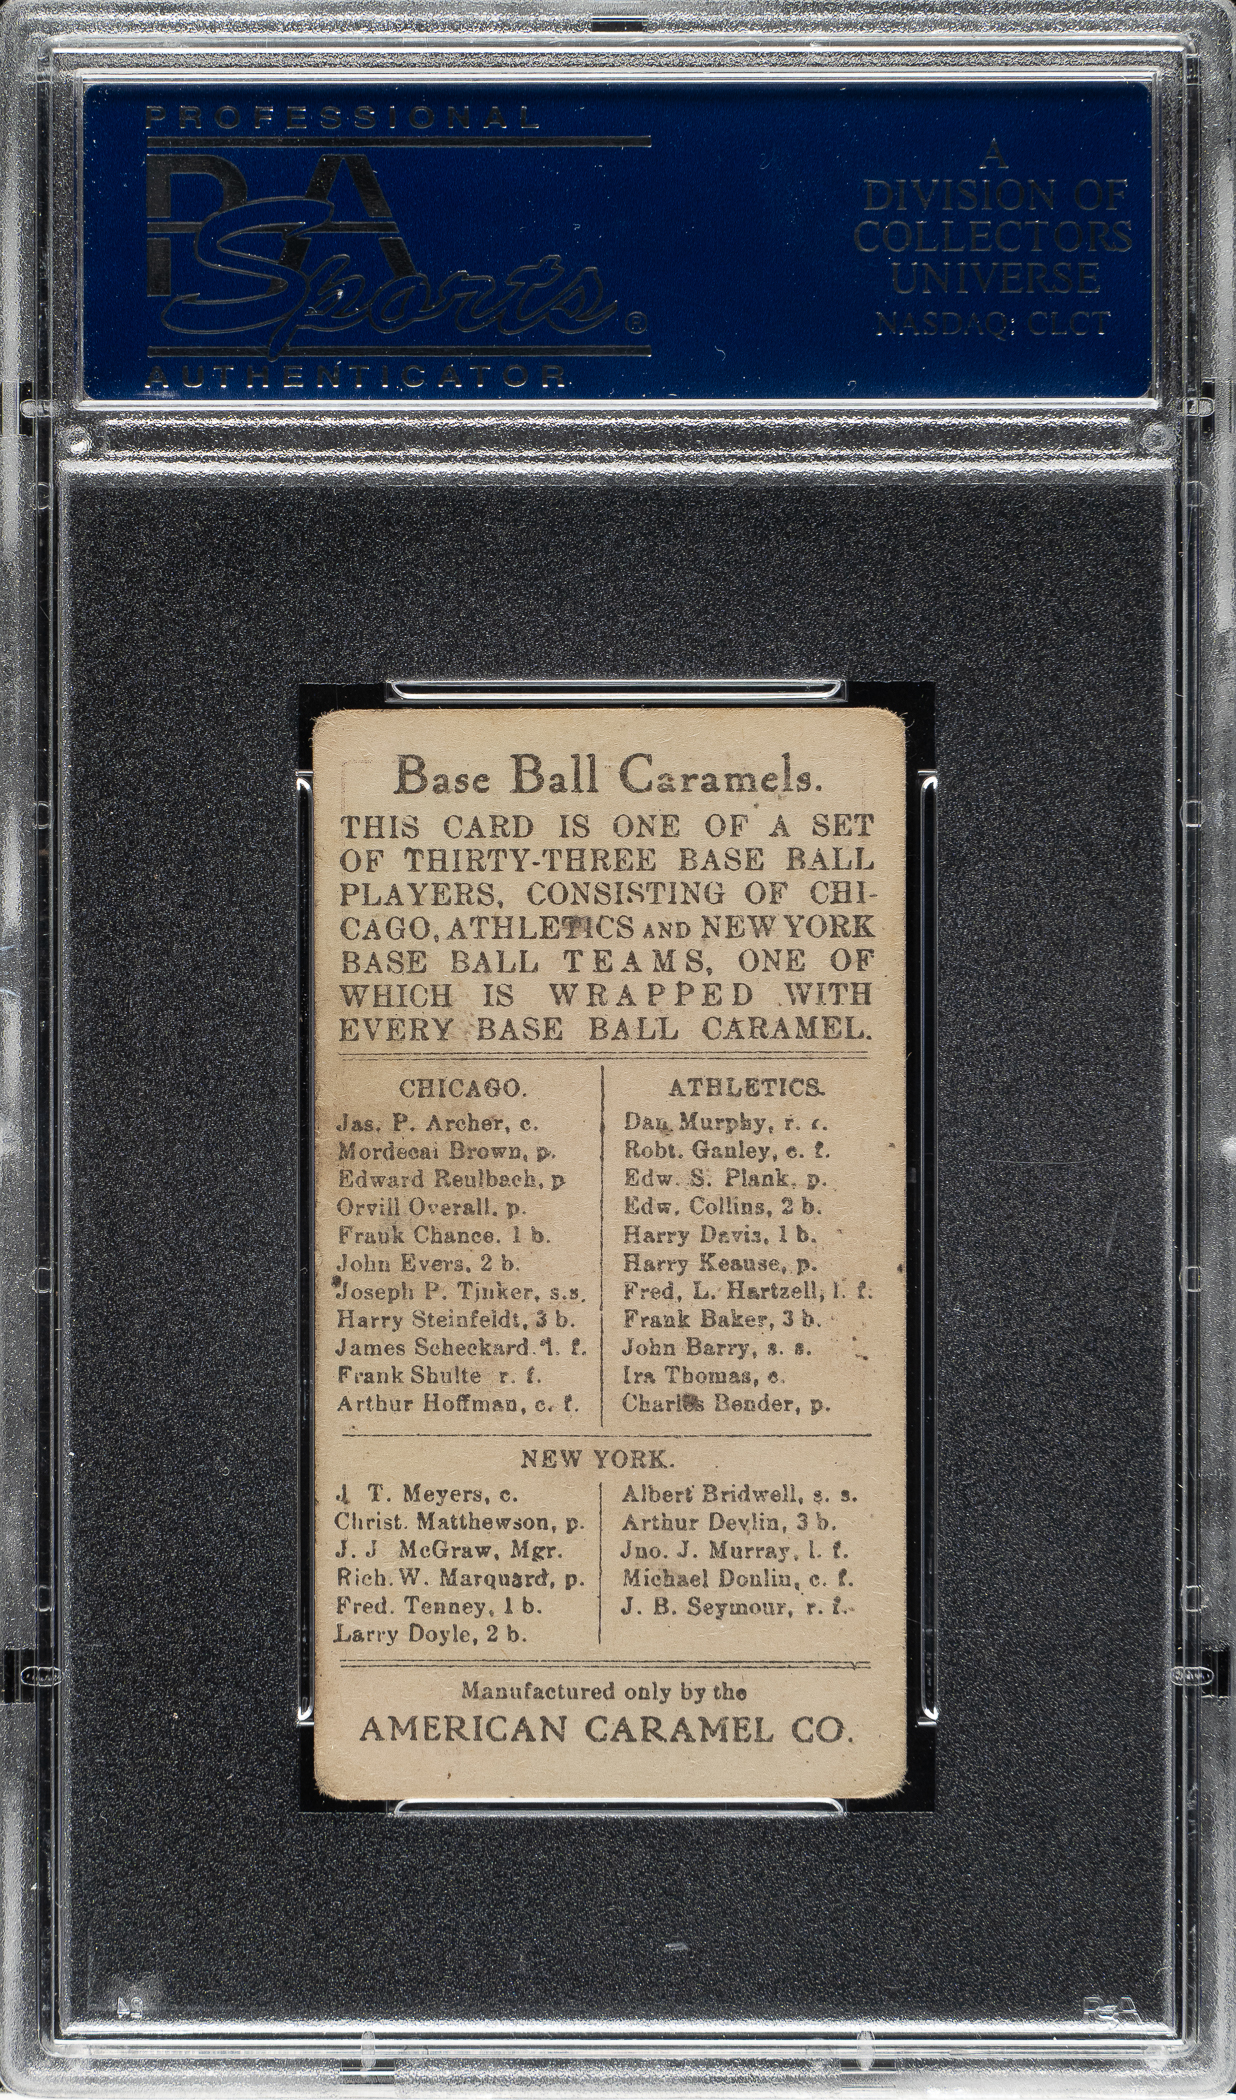 PROFESSIONAL
PSA
Sports®
AUTHENTICATOR
A
DIVISION OF
COLLECTORS
UNIVERSE
NASDAQ: CLCT
Base Ball Caramels.
THIS CARD IS ONE OF A SET
OF THIRTY-THREE BASE BALL
PLAYERS, CONSISTING OF CHI-
CAGO, ATHLETICS AND NEW YORK
BASE BALL TEAMS, ONE OF
WHICH IS WRAPPED WITH
EVERY BASE BALL CARAMEL.
CHICAGO.
Jas. P. Archer, c.
Mordecai Brown, p.
Edward Reulbach, p
Orvill Overall, p.
Frank Chance, 1 b.
John Evers, 2 b.
Joseph P. Tinker, s.s.
Harry Steinfeldt, 3 b.
James Scheckard, l. f.
Frank Shulte r. f.
Arthur Hoffman, c. f.
ATHLETICS.
Dan Murphy, r. f.
Robt. Ganley, c. f.
Edw. S. Plank, p.
Edw. Collins, 2 b.
Harry Davis, 1 b.
Harry Keause, p.
Fred. L. Hartzell, l. f.
Frank Baker, 3 b.
John Barry, s. s.
Ira Thomas, c.
Charles Bender, p.
NEW YORK.
J. T. Meyers, c.
Christ. Matthewson, p.
J. J McGraw, Mgr.
Rich. W. Marquard, p.
Fred. Tenney, 1 b.
Larry Doyle, 2 b.
Albert Bridwell, s. s.
Arthur Devlin, 3 b.
Jno. J. Murray, l. f.
Michael Donlin, c. f.
J. B. Seymour, r. f.
Manufactured only by the
AMERICAN CARAMEL CO.
PSA